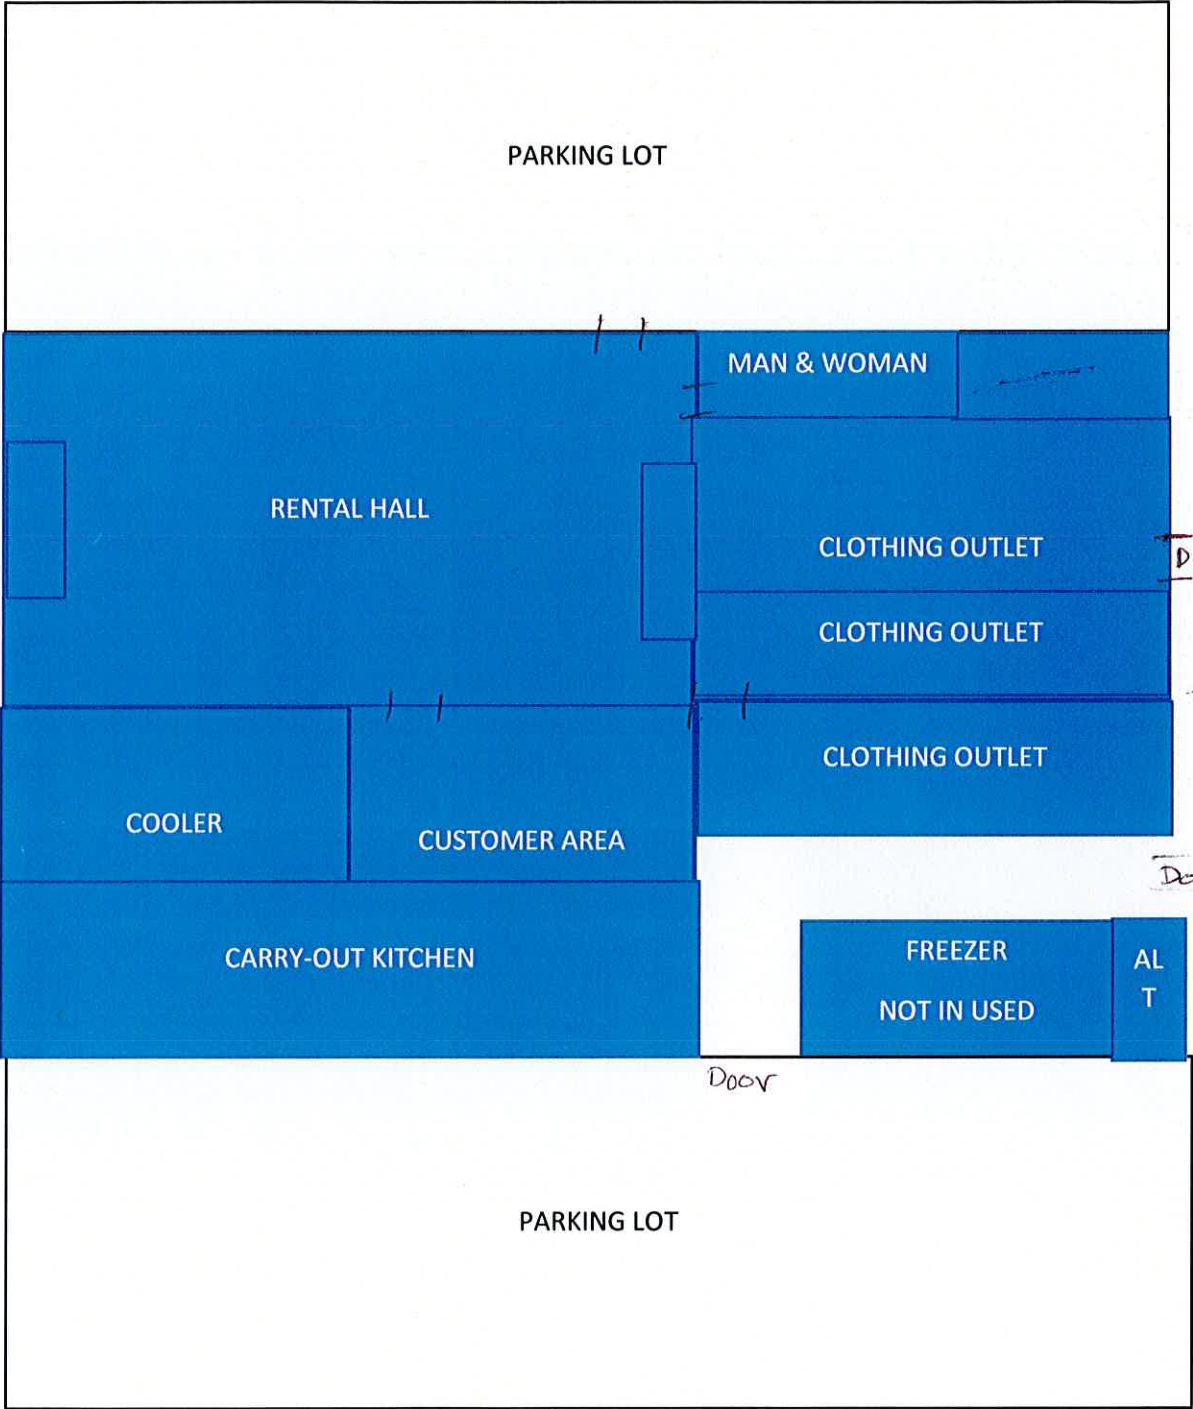 PARKING LOT
MAN & WOMAN
RENTAL HALL
CLOTHING OUTLET
D
CLOTHING OUTLET
CLOTHING OUTLET
COOLER
CUSTOMER AREA
Do
CARRY-OUT KITCHEN
FREEZER
NOT IN USED
AL
T
Door
PARKING LOT